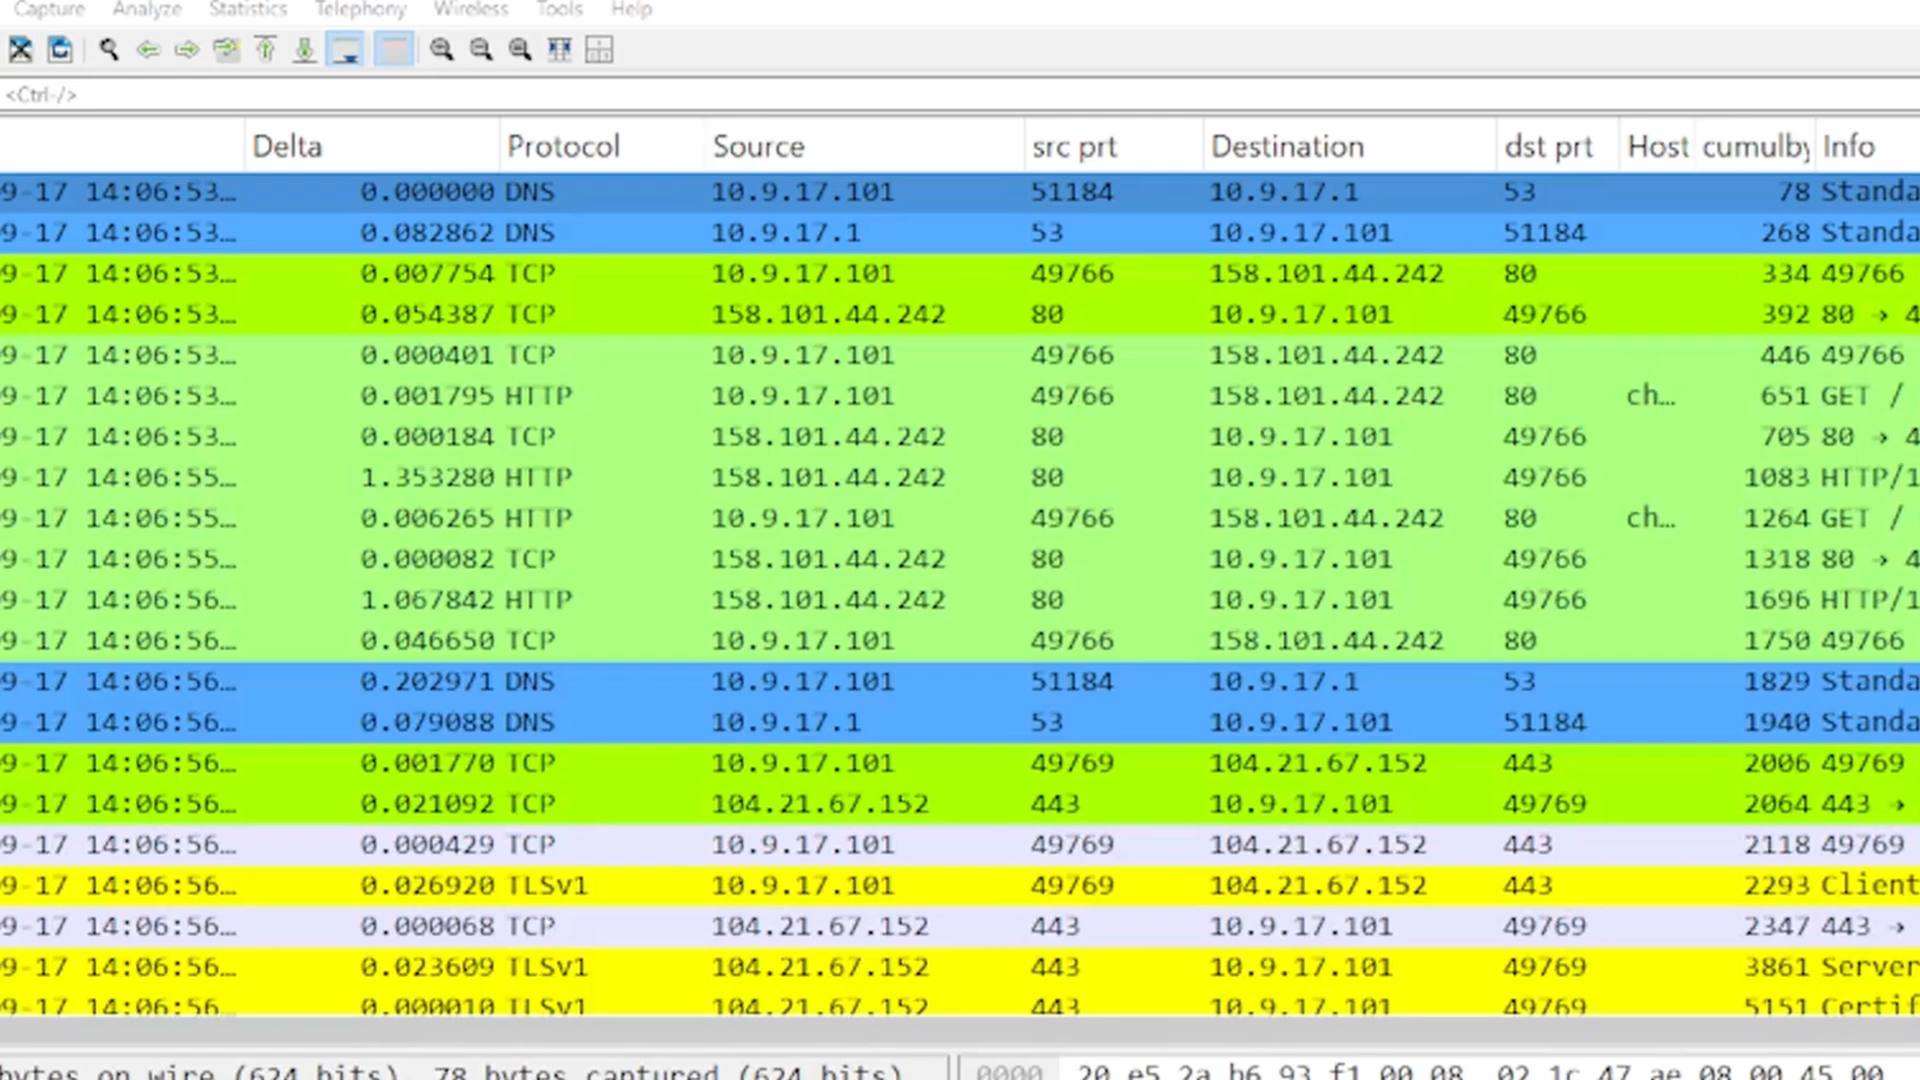 Capture Analyze Statistics Telephony Wireless Tools Help
<Ctrl-/>
Delta Protocol Source src prt Destination dst prt Host cumulby Info
09-17 14:06:53… 0.000000 DNS 10.9.17.101 51184 10.9.17.1 53 78 Standa
09-17 14:06:53… 0.082862 DNS 10.9.17.1 53 10.9.17.101 51184 268 Standa
09-17 14:06:53… 0.007754 TCP 10.9.17.101 49766 158.101.44.242 80 334 49766
09-17 14:06:53… 0.054387 TCP 158.101.44.242 80 10.9.17.101 49766 392 80 → 4
09-17 14:06:53… 0.000401 TCP 10.9.17.101 49766 158.101.44.242 80 446 49766
09-17 14:06:53… 0.001795 HTTP 10.9.17.101 49766 158.101.44.242 80 ch… 651 GET /
09-17 14:06:53… 0.000184 TCP 158.101.44.242 80 10.9.17.101 49766 705 80 → 4
09-17 14:06:55… 1.353280 HTTP 158.101.44.242 80 10.9.17.101 49766 1083 HTTP/1
09-17 14:06:55… 0.006265 HTTP 10.9.17.101 49766 158.101.44.242 80 ch… 1264 GET /
09-17 14:06:55… 0.000082 TCP 158.101.44.242 80 10.9.17.101 49766 1318 80 → 4
09-17 14:06:56… 1.067842 HTTP 158.101.44.242 80 10.9.17.101 49766 1696 HTTP/1
09-17 14:06:56… 0.046650 TCP 10.9.17.101 49766 158.101.44.242 80 1750 49766
09-17 14:06:56… 0.202971 DNS 10.9.17.101 51184 10.9.17.1 53 1829 Standa
09-17 14:06:56… 0.079088 DNS 10.9.17.1 53 10.9.17.101 51184 1940 Standa
09-17 14:06:56… 0.001770 TCP 10.9.17.101 49769 104.21.67.152 443 2006 49769
09-17 14:06:56… 0.021092 TCP 104.21.67.152 443 10.9.17.101 49769 2064 443 →
09-17 14:06:56… 0.000429 TCP 10.9.17.101 49769 104.21.67.152 443 2118 49769
09-17 14:06:56… 0.026920 TLSv1 10.9.17.101 49769 104.21.67.152 443 2293 Client
09-17 14:06:56… 0.000068 TCP 104.21.67.152 443 10.9.17.101 49769 2347 443 →
09-17 14:06:56… 0.023609 TLSv1 104.21.67.152 443 10.9.17.101 49769 3861 Server
09-17 14:06:56… 0.000010 TLSv1 104.21.67.152 443 10.9.17.101 49769 5151 Certif
bytes on wire (624 bits), 78 bytes captured (624 bits) 0000 20 e5 2a b6 93 f1 00 08 02 1c 47 ae 08 00 45 00